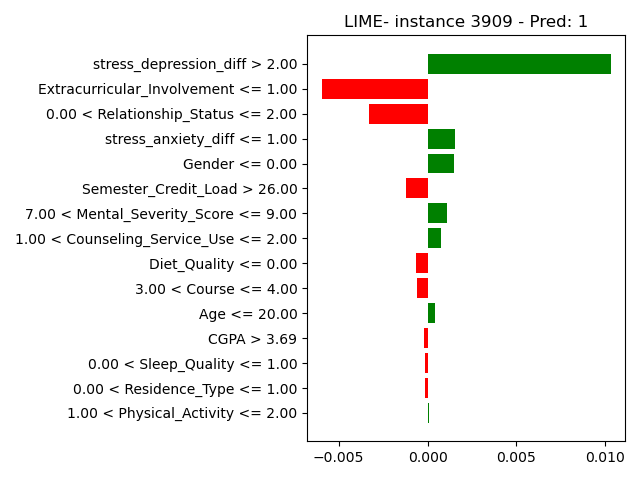 LIME- instance 3909 - Pred: 1
stress_depression_diff > 2.00
Extracurricular_Involvement <= 1.00
0.00 < Relationship_Status <= 2.00
stress_anxiety_diff <= 1.00
Gender <= 0.00
Semester_Credit_Load > 26.00
7.00 < Mental_Severity_Score <= 9.00
1.00 < Counseling_Service_Use <= 2.00
Diet_Quality <= 0.00
3.00 < Course <= 4.00
Age <= 20.00
CGPA > 3.69
0.00 < Sleep_Quality <= 1.00
0.00 < Residence_Type <= 1.00
1.00 < Physical_Activity <= 2.00
−0.005 0.000 0.005 0.010